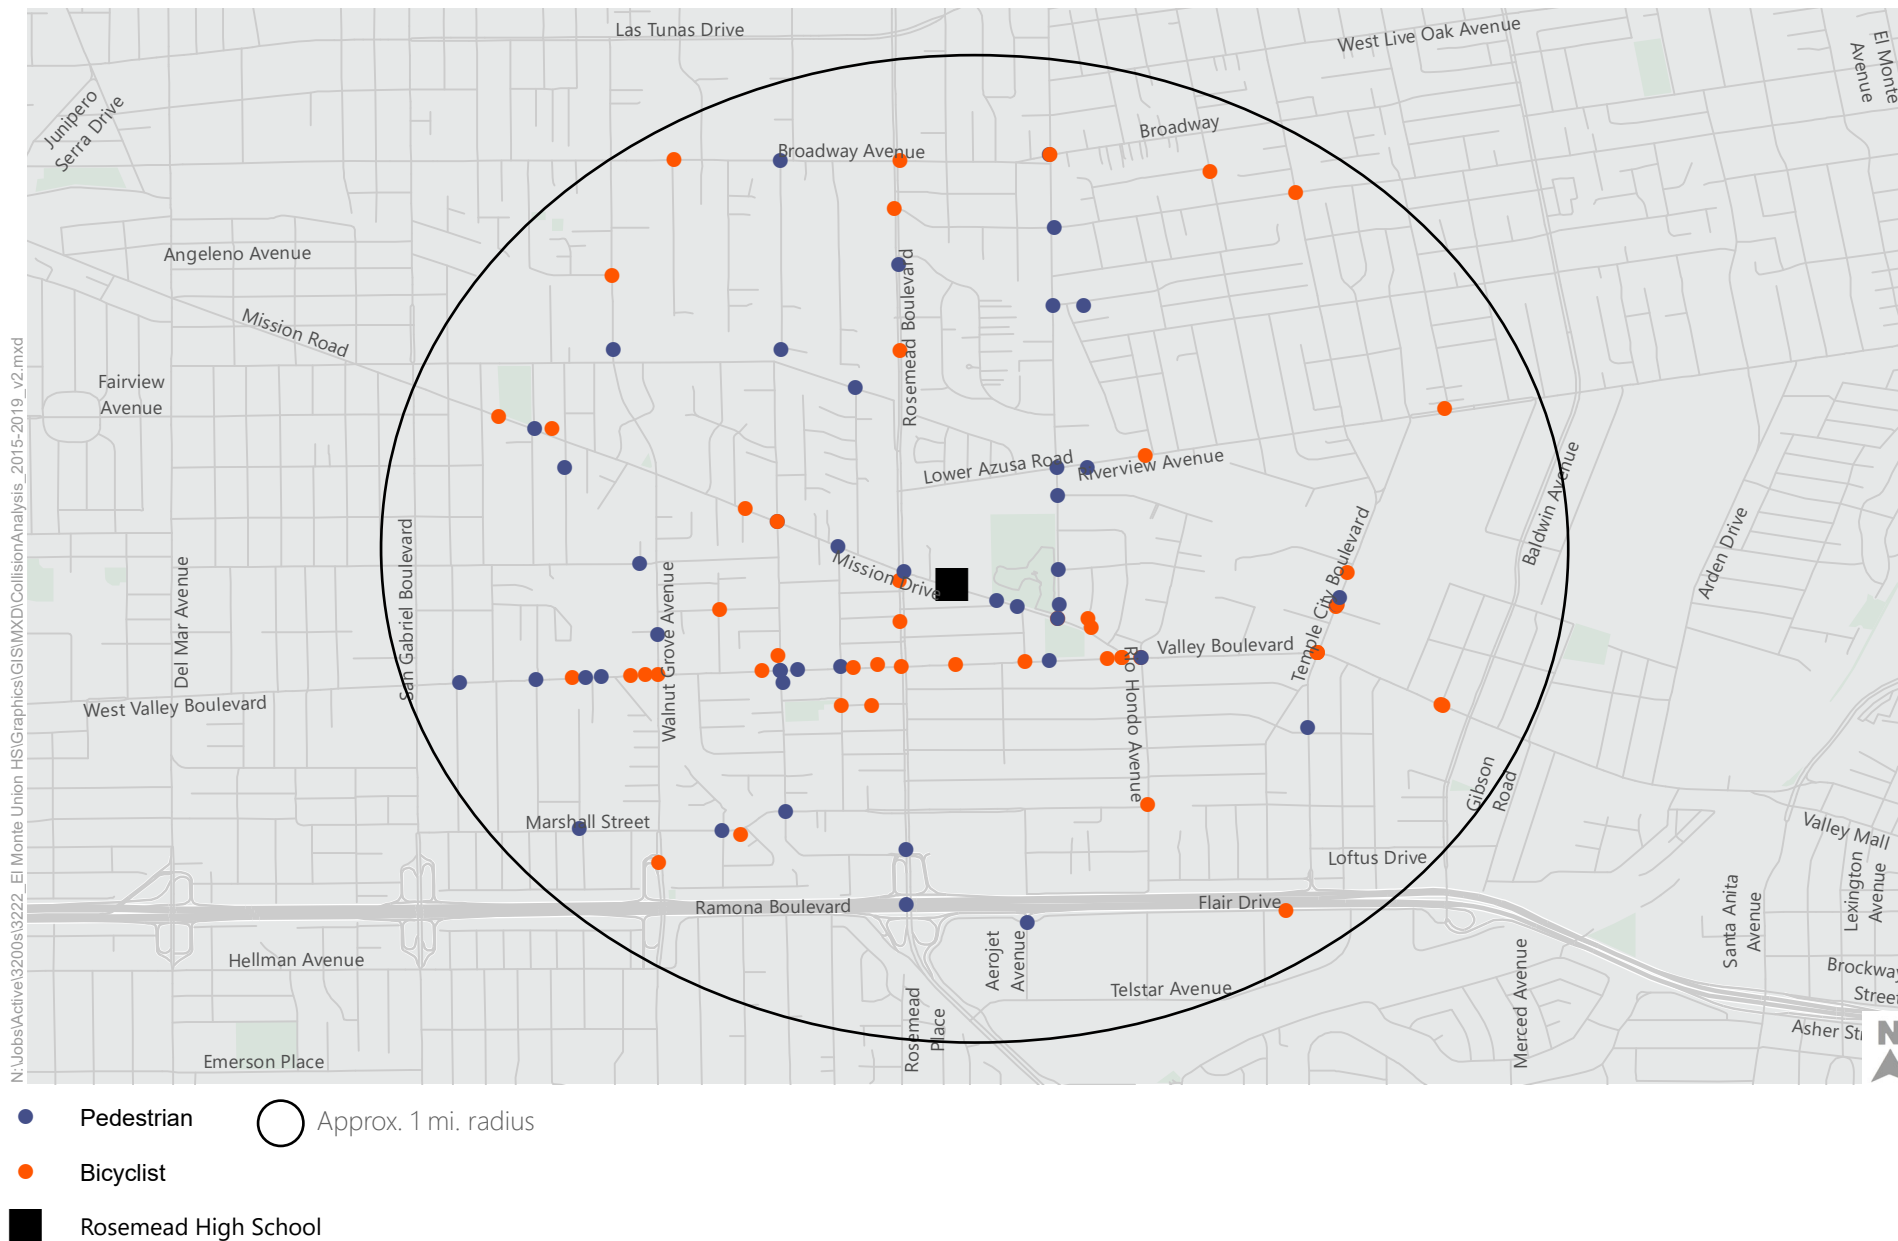 Las Tunas Drive
West Live Oak Avenue
El Monte
Avenue
Junipero
Serra Drive
Broadway
Broadway Avenue
Angeleno Avenue
Rosemead Boulevard
Mission Road
Fairview
Avenue
Lower Azusa Road
Riverview Avenue
Baldwin Avenue
Arden Drive
Temple City Boulevard
San Gabriel Boulevard
Del Mar Avenue
Walnut Grove Avenue
Mission Drive
Valley Boulevard
Rio Hondo Avenue
West Valley Boulevard
Gibson
Road
Marshall Street
Valley Mall
Loftus Drive
Lexington
Avenue
Santa Anita
Avenue
Ramona Boulevard
Flair Drive
Hellman Avenue
Aerojet
Avenue
Telstar Avenue
Merced Avenue
Brockway
Street
Rosemead
Place
Asher St
Emerson Place
N
N:\Jobs\Active\3200s\3222_El Monte Union HS\Graphics\GIS\MXD\CollisionAnalysis_2015-2019_v2.mxd
Pedestrian
Approx. 1 mi. radius
Bicyclist
Rosemead High School